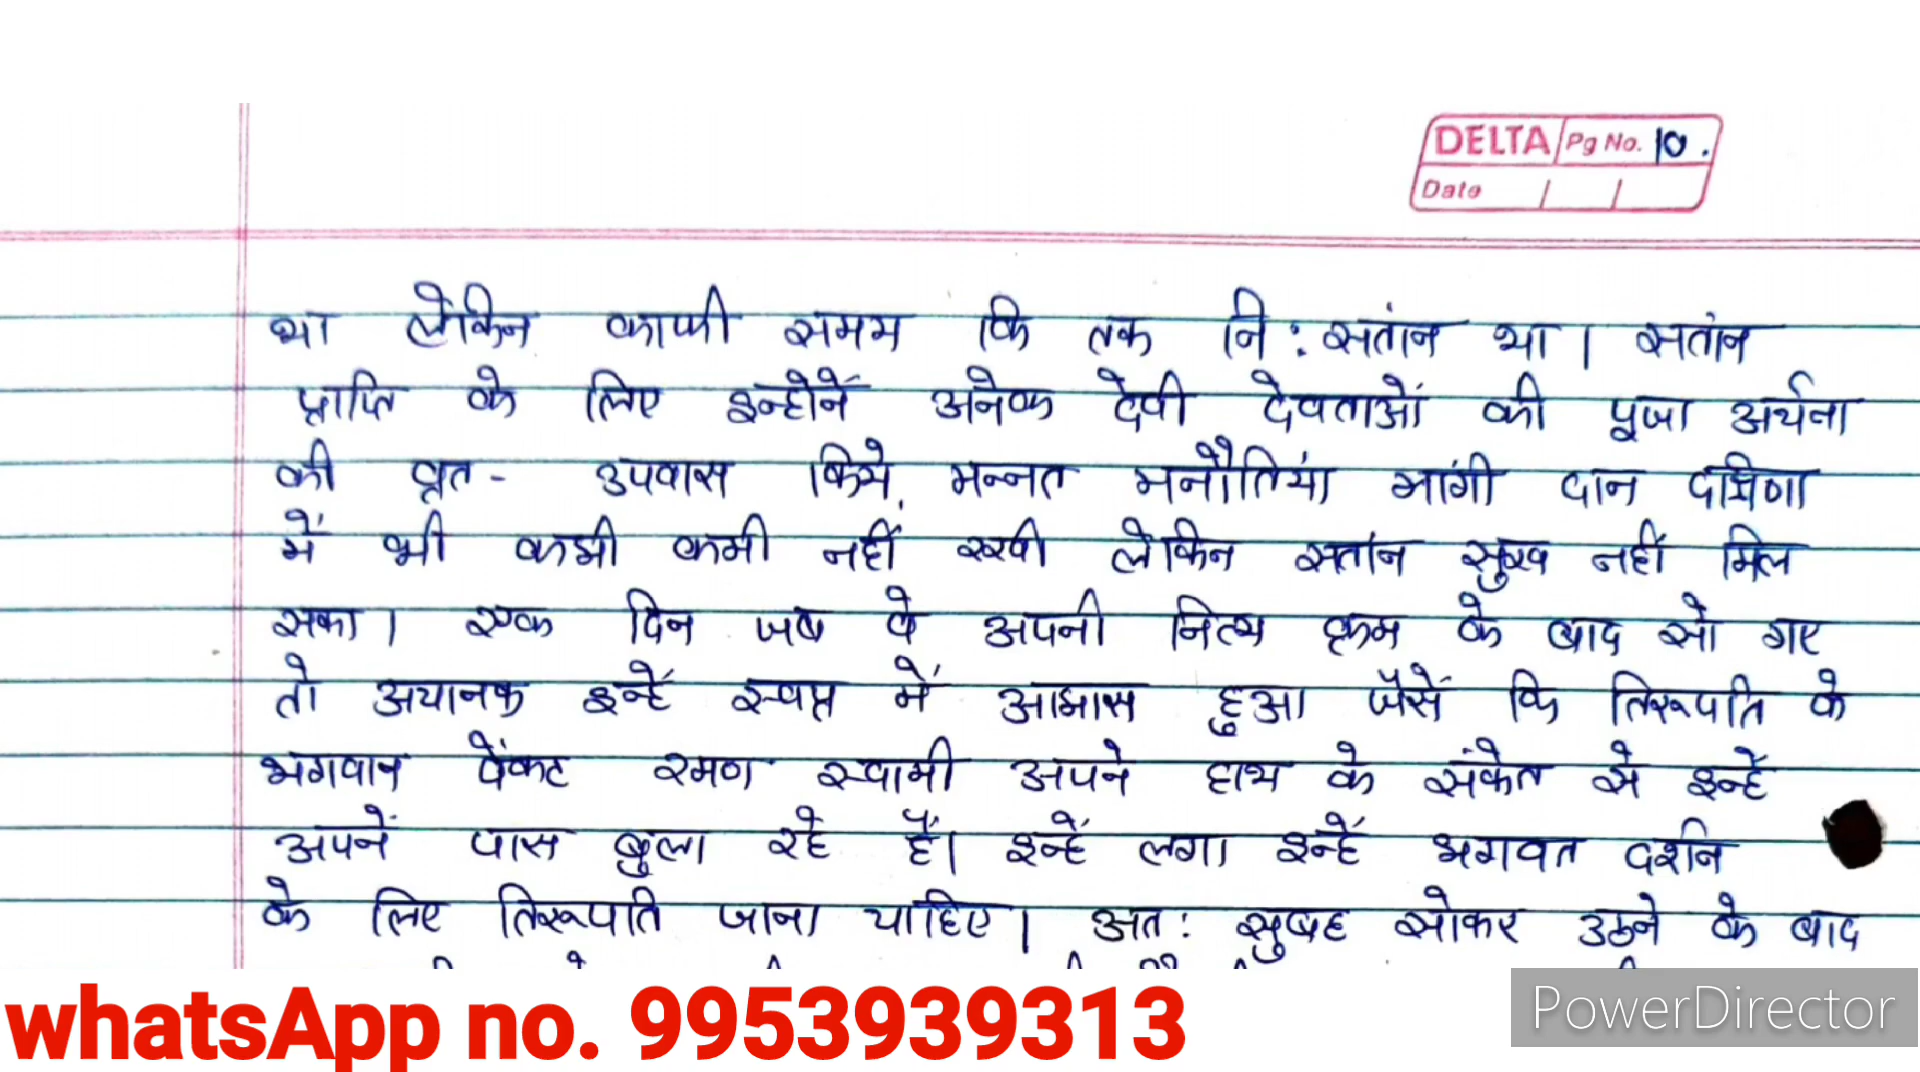 DELTA Pg No. 10.
Date / /
था लेकिन काफी समय कि तक नि : सतांन था । सतांन
प्राप्ति के लिए इन्होनें अनेक देवी देवताओं की पूजा अर्चना
की व्रत - उपवास किये, मन्नत मनौतियां मांगी दान दक्षिणा
में भी कभी कमी नहीं रखी लेकिन सतांन सुख नहीं मिल
सका । एक दिन जब वे अपनी नित्य क्रम के बाद सो गए
तो अचानक इन्हें स्वप्न में आभास हुआ जैसें कि तिरूपति के
भगवान वेंकट रमण स्वामी अपने हाथ के संकेत से इन्हें
अपनें पास बुला रहे हैं। इन्हें लगा इन्हें भगवत दर्शन
के लिए तिरूपति जाना चाहिए । अत : सुबह सोकर उठने के बाद
whatsApp no. 9953939313
PowerDirector